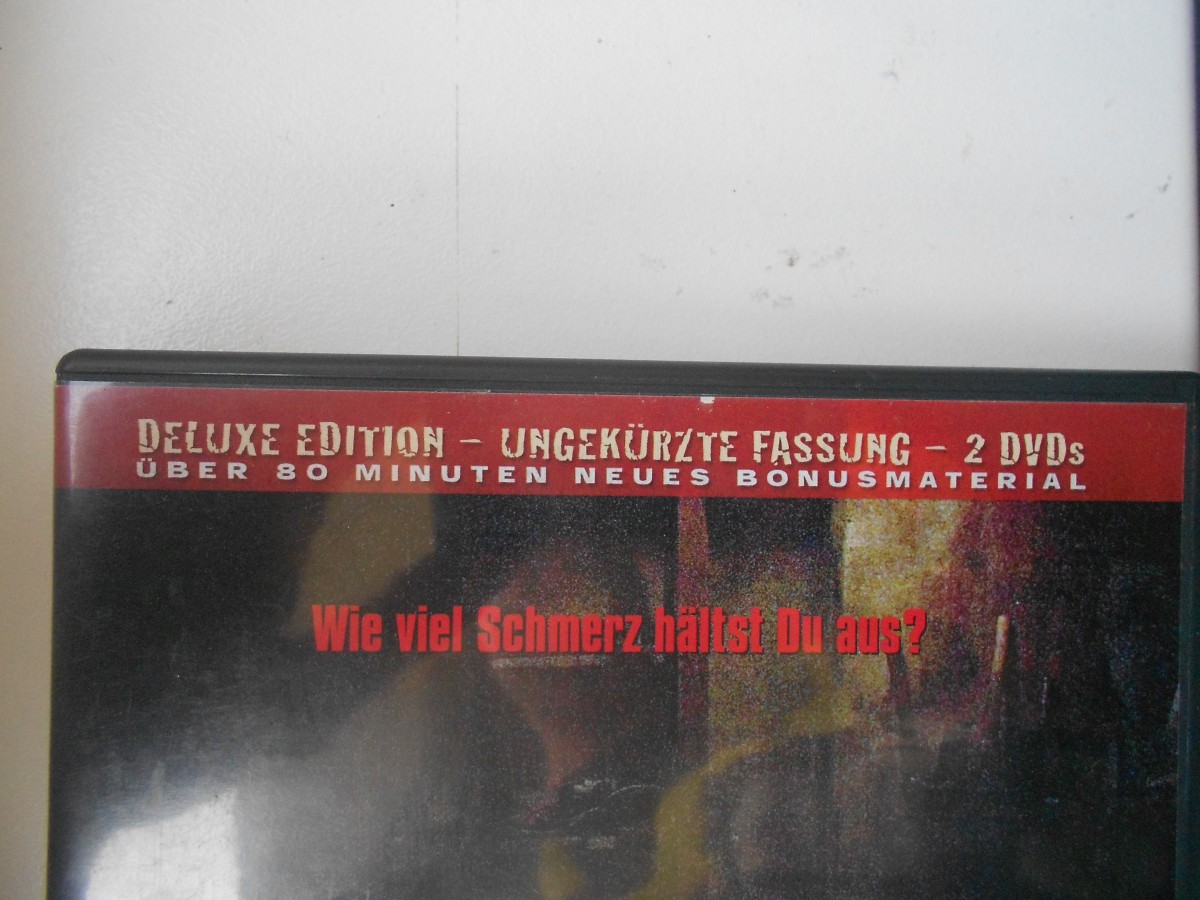 DELUXE EDITION – UNGEKÜRZTE FASSUNG – 2 DVDs
ÜBER 80 MINUTEN NEUES BONUSMATERIAL
Wie viel Schmerz hältst Du aus?